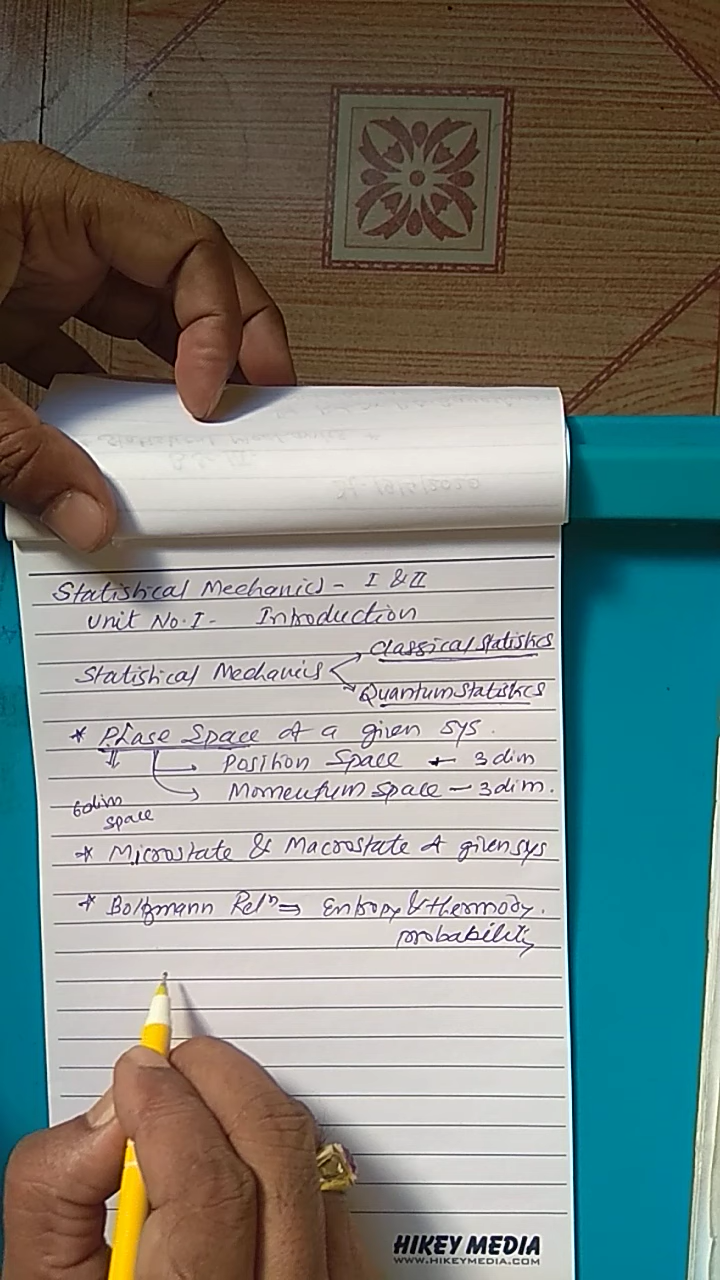 Statistical Mechanics - I & II
Unit No. I - Introduction
Classical Statistics
Statistical Mechanics
Quantum Statistics
* Phase Space of a given sys.
Position Space - 3 dim
Momentum space - 3 dim.
6 dim
space
* Microstate & Macrostate of given sys
* Boltzmann Relⁿ ⇒ Entropy & thermody.
probability
HIKEY MEDIA
WWW.HIKEYMEDIA.COM